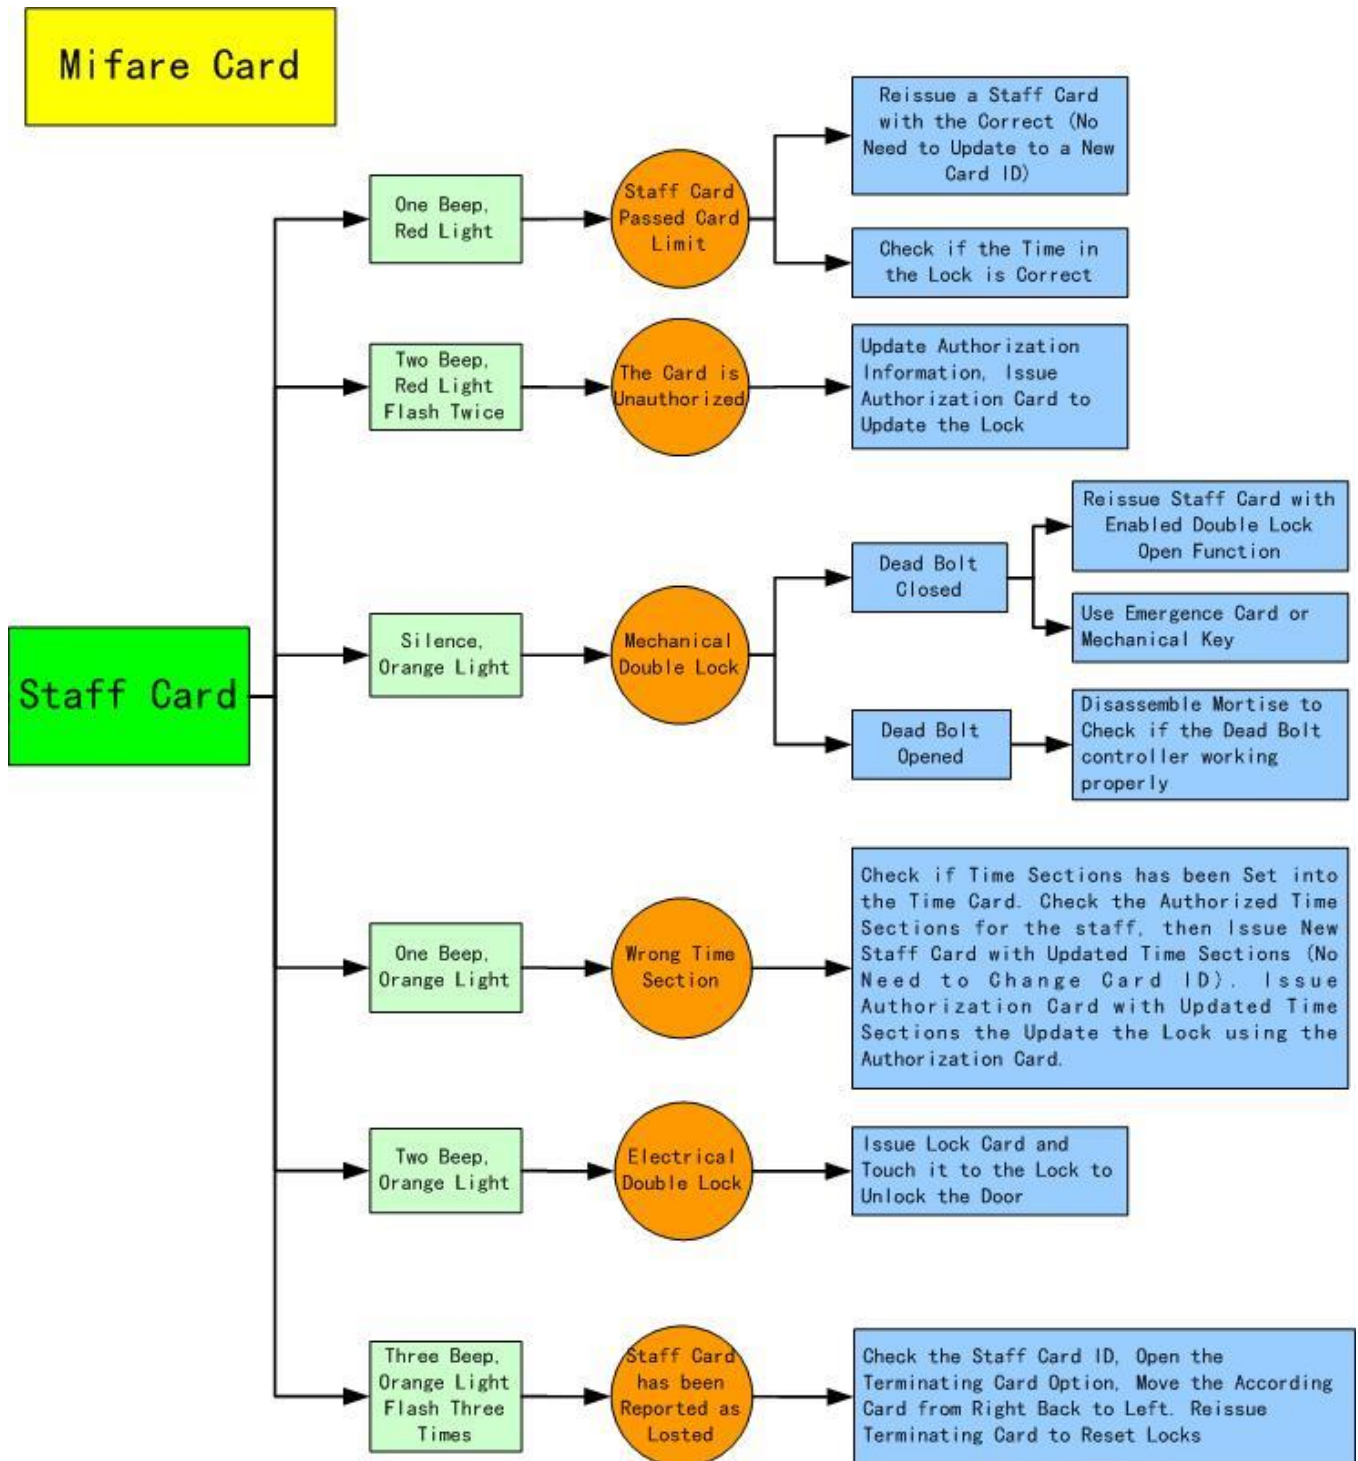 Mifare Card
Staff Card
One Beep,
Red Light
Staff Card
Passed Card
Limit
Reissue a Staff Card
with the Correct (No
Need to Update to a New
Card ID)
Check if the Time in
the Lock is Correct
Two Beep,
Red Light
Flash Twice
The Card is
Unauthorized
Update Authorization
Information, Issue
Authorization Card to
Update the Lock
Silence,
Orange Light
Mechanical
Double Lock
Dead Bolt
Closed
Reissue Staff Card with
Enabled Double Lock
Open Function
Use Emergence Card or
Mechanical Key
Dead Bolt
Opened
Disassemble Mortise to
Check if the Dead Bolt
controller working
properly
One Beep,
Orange Light
Wrong Time
Section
Check if Time Sections has been Set into
the Time Card. Check the Authorized Time
Sections for the staff, then Issue New
Staff Card with Updated Time Sections (No
Need to Change Card ID). Issue
Authorization Card with Updated Time
Sections the Update the Lock using the
Authorization Card.
Two Beep,
Orange Light
Electrical
Double Lock
Issue Lock Card and
Touch it to the Lock to
Unlock the Door
Three Beep,
Orange Light
Flash Three
Times
Staff Card
has been
Reported as
Losted
Check the Staff Card ID, Open the
Terminating Card Option, Move the According
Card from Right Back to Left. Reissue
Terminating Card to Reset Locks